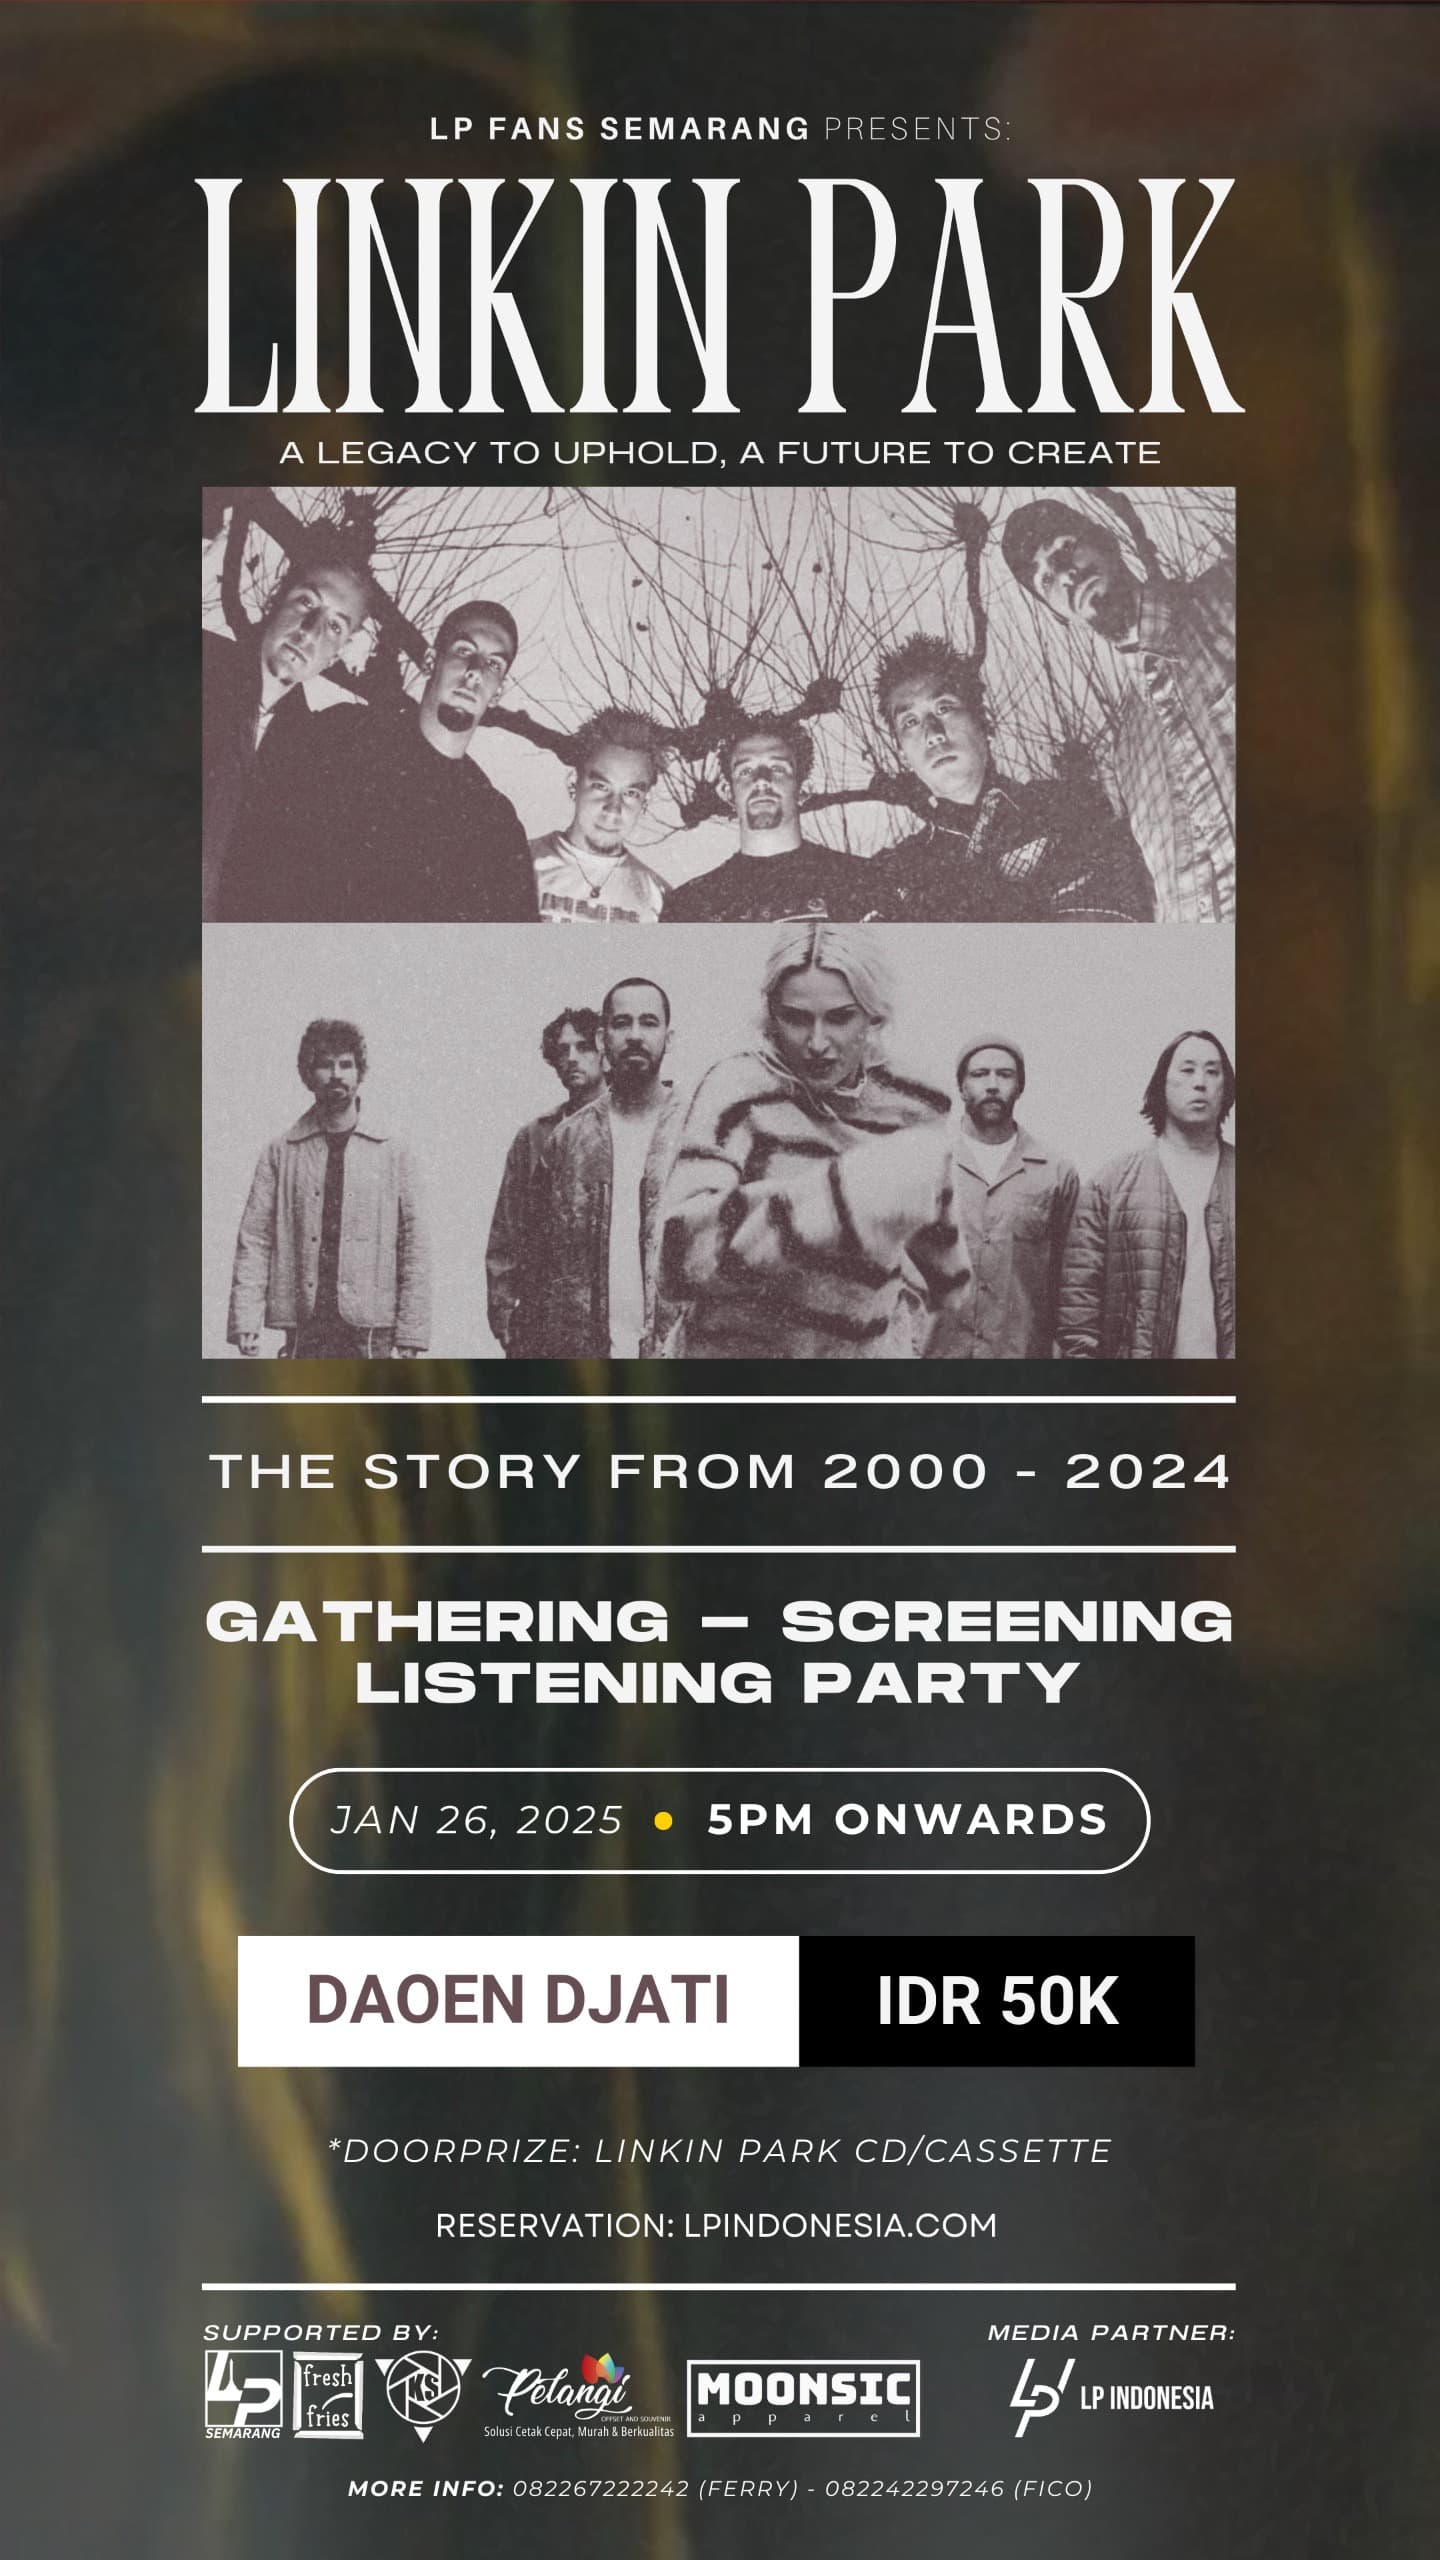 LP FANS SEMARANG PRESENTS:
LINKIN PARK
A LEGACY TO UPHOLD, A FUTURE TO CREATE
THE STORY FROM 2000 - 2024
GATHERING – SCREENING
LISTENING PARTY
JAN 26, 2025 • 5PM ONWARDS
DAOEN DJATI
IDR 50K
*DOORPRIZE: LINKIN PARK CD/CASSETTE
RESERVATION: LPINDONESIA.COM
SUPPORTED BY:
LP
SEMARANG
fresh
fries
KS
Pelangi
OFFSET AND SOUVENIR
Solusi Cetak Cepat, Murah & Berkualitas
MOONSIC
apparel
MEDIA PARTNER:
LP INDONESIA
MORE INFO: 082267222242 (FERRY) - 082242297246 (FICO)